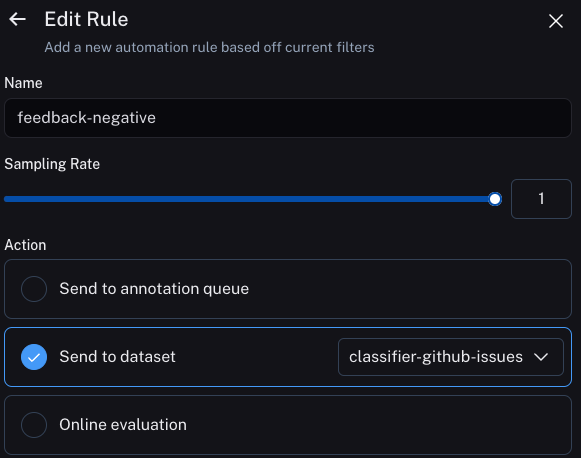 Edit Rule
Add a new automation rule based off current filters
Name
feedback-negative
Sampling Rate
1
Action
Send to annotation queue
Send to dataset classifier-github-issues
Online evaluation